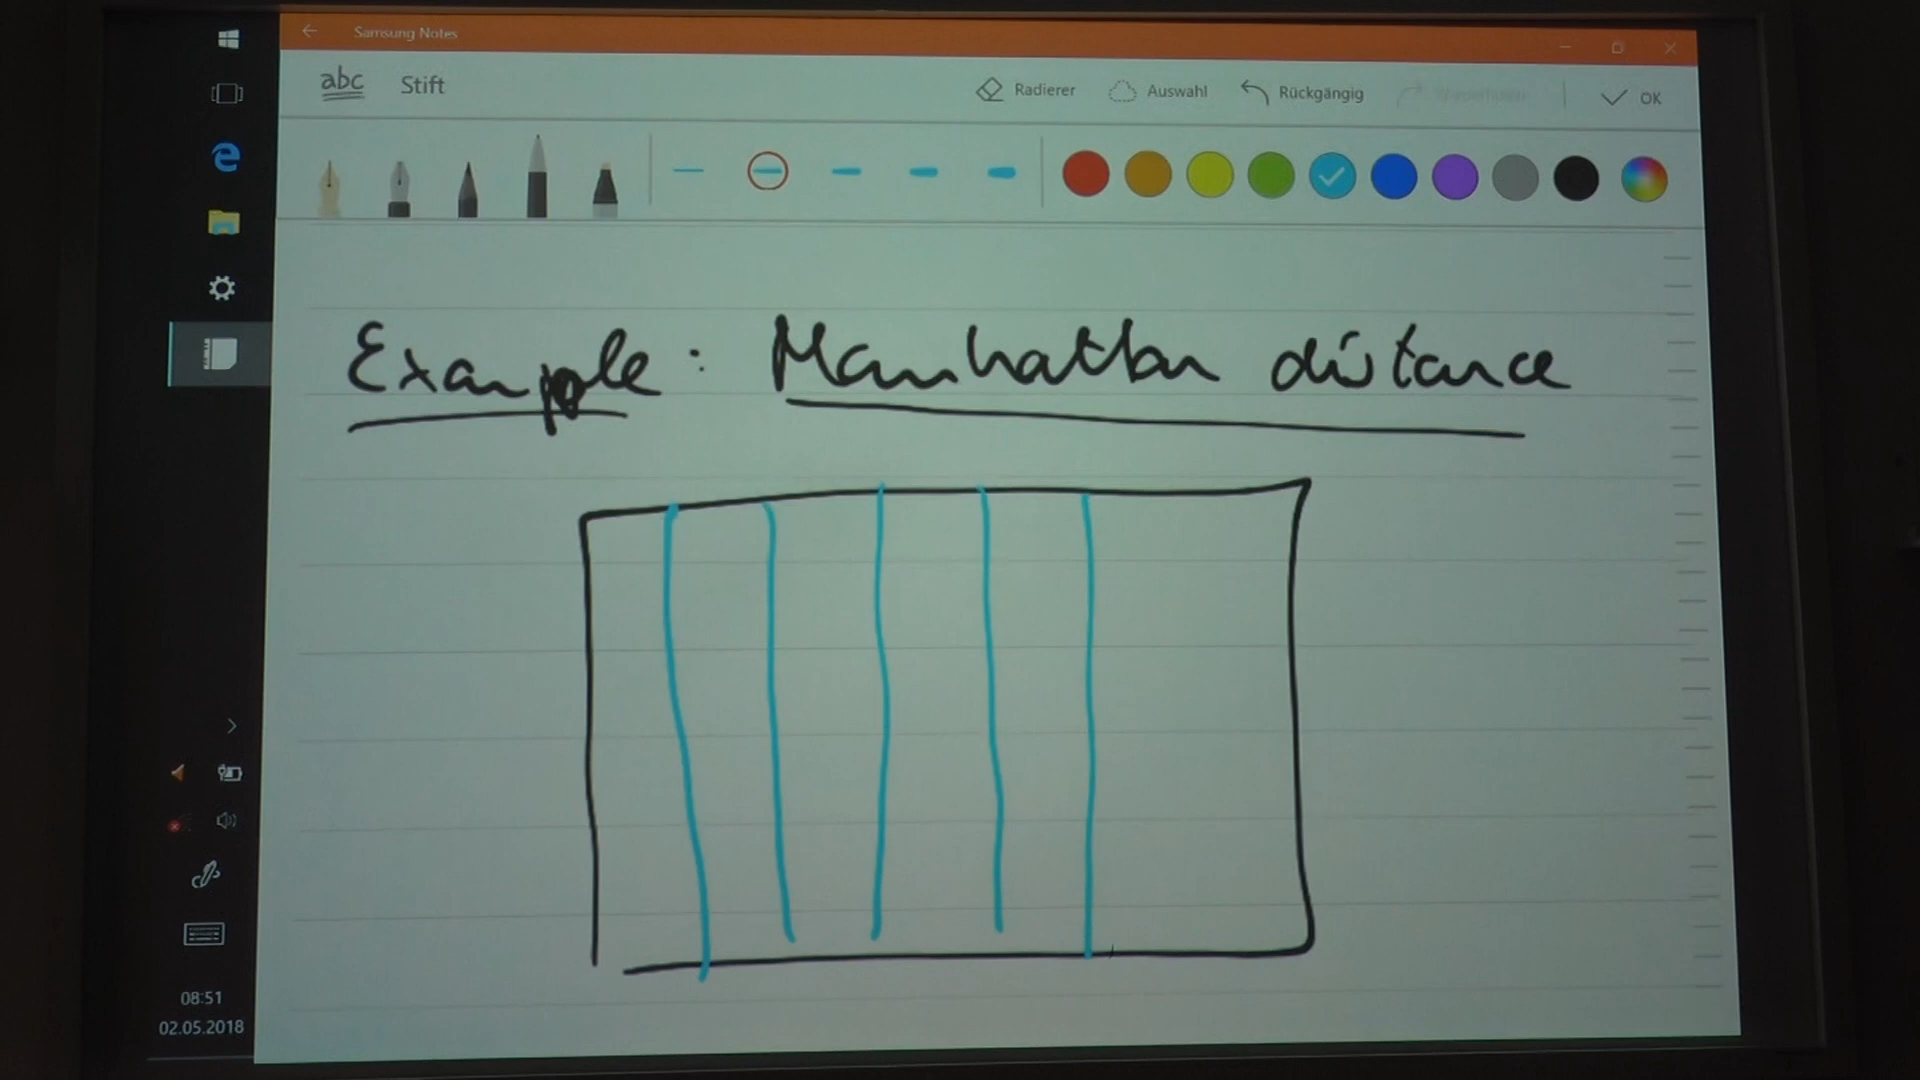 Samsung Notes
abc Stift Radierer Auswahl Rückgängig OK
Example: Manhattan distance
08:51
02.05.2018